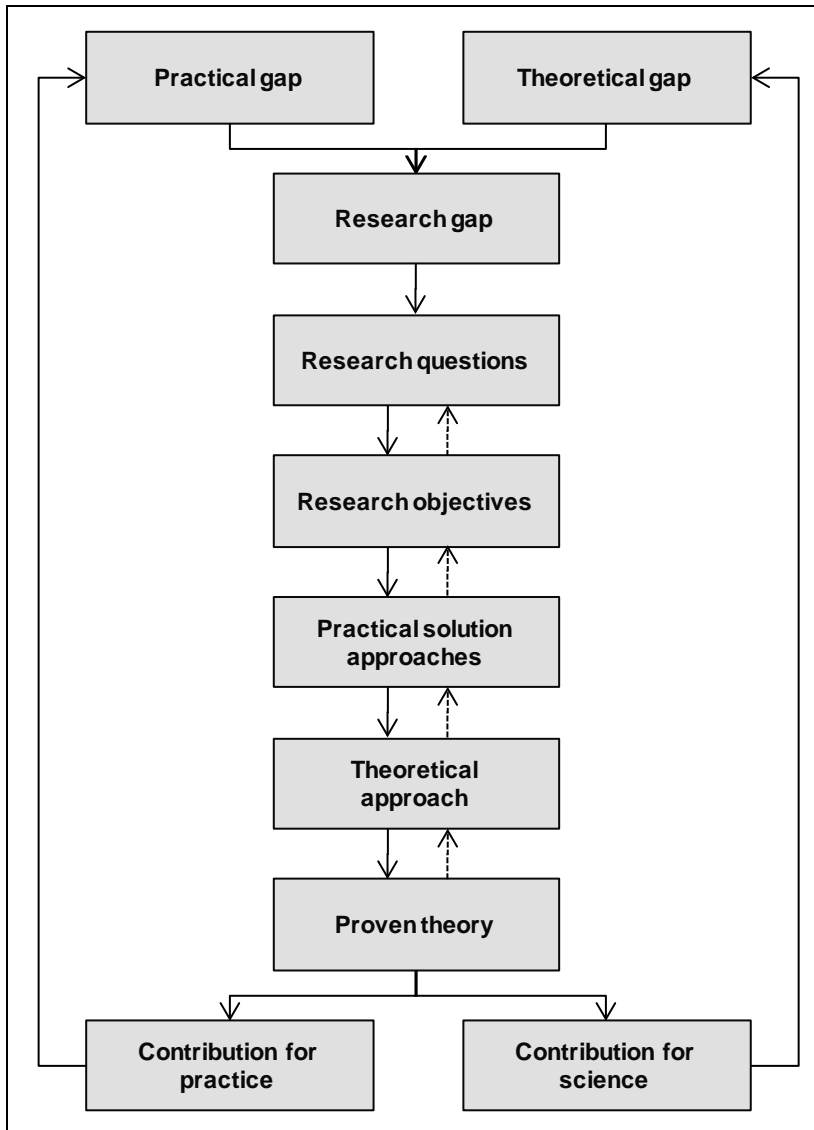 Practical gap
Theoretical gap
Research gap
Research questions
Research objectives
Practical solution
approaches
Theoretical
approach
Proven theory
Contribution for
practice
Contribution for
science